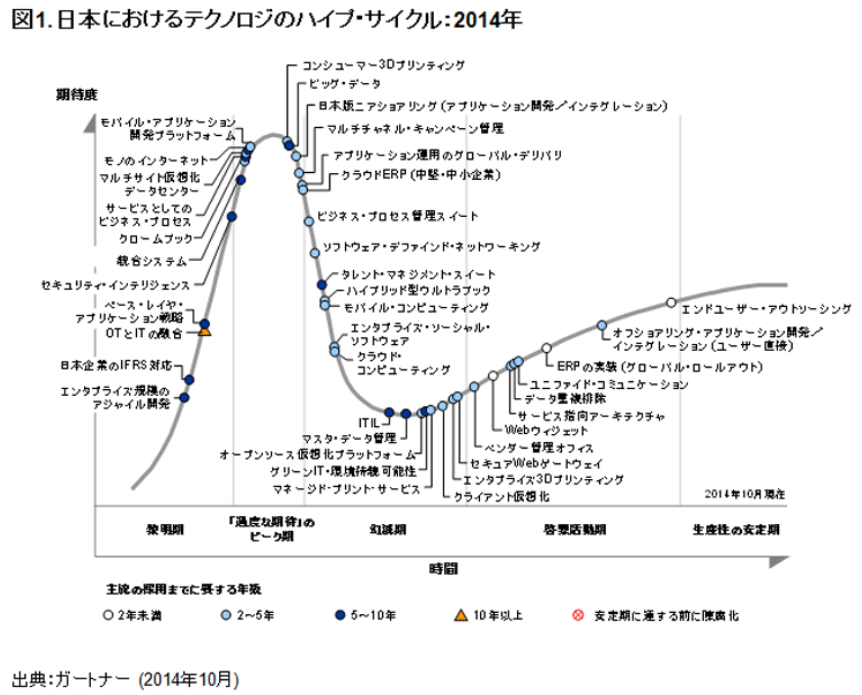 図1.日本におけるテクノロジのハイプ・サイクル：2014年
期待度
コンシューマー3Dプリンティング
ビッグ・データ
日本版ニアショアリング（アプリケーション開発／インテグレーション）
マルチチャネル・キャンペーン管理
アプリケーション運用のグローバル・デリバリ
クラウドERP（中堅・中小企業）
ビジネス・プロセス管理スイート
ソフトウェア・デファインド・ネットワーキング
タレント・マネジメント・スイート
ハイブリッド型ウルトラブック
モバイル・コンピューティング
エンタプライズ・ソーシャル・
ソフトウェア
クラウド・
コンピューティング
モバイル・アプリケーション
開発プラットフォーム
モノのインターネット
マルチサイト仮想化
データセンター
サービスとしての
ビジネス・プロセス
クロームブック
統合システム
セキュリティ・インテリジェンス
ペース・レイヤ・
アプリケーション戦略
OTとITの融合
日本企業のIFRS対応
エンタプライズ規模の
アジャイル開発
ITIL
マスタ・データ管理
オープンソース仮想化プラットフォーム
グリーンIT・環境持続可能性
マネージド・プリント・サービス
エンドユーザー・アウトソーシング
オフショアリング・アプリケーション開発／
インテグレーション（ユーザー直接）
ERPの実装（グローバル・ロールアウト）
ユニファイド・コミュニケーション
データ重複排除
サービス指向アーキテクチャ
Webウィジェット
ベンダー管理オフィス
セキュアWebゲートウェイ
エンタプライズ3Dプリンティング
クライアント仮想化
2014年10月現在
黎明期
「過度な期待」の
ピーク期
幻滅期
啓蒙活動期
生産性の安定期
時間
主流の採用までに要する年数
2年未満
2～5年
5～10年
10年以上
安定期に達する前に陳腐化
出典：ガートナー (2014年10月)